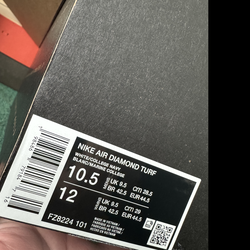 NIKE AIR DIAMOND TURF
WHITE/COLLEGE NAVY
BLANC/MARINE COLLEGE
10.5 UK 9.5 CM 28.5
BR 42.5 EUR 44.5
12 UK 9.5 CM 29
BR 42.5 EUR 44.5
FZ8224 101